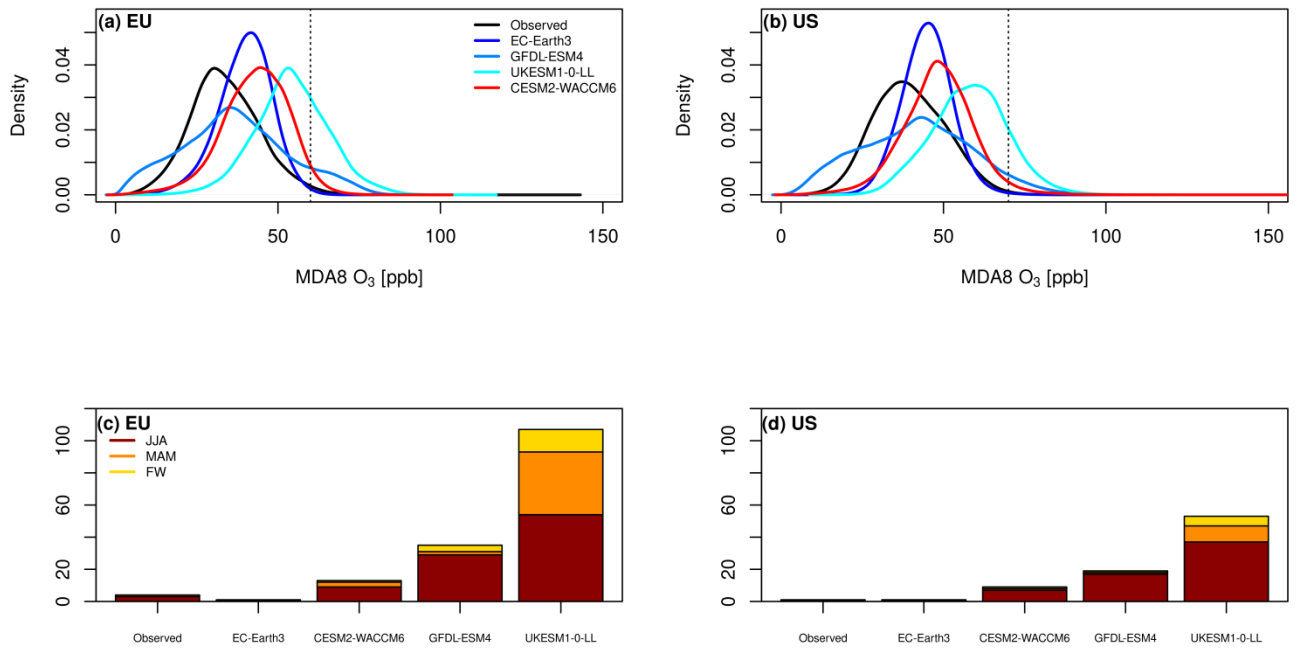 (a) EU
Observed
EC-Earth3
GFDL-ESM4
UKESM1-0-LL
CESM2-WACCM6
Density
0.00 0.02 0.04
0 50 100 150
MDA8 O₃ [ppb]
(b) US
Density
0.00 0.02 0.04
0 50 100 150
MDA8 O₃ [ppb]
(c) EU
JJA
MAM
FW
0 20 60 100
Observed EC-Earth3 CESM2-WACCM6 GFDL-ESM4 UKESM1-0-LL
(d) US
0 20 60 100
Observed EC-Earth3 CESM2-WACCM6 GFDL-ESM4 UKESM1-0-LL